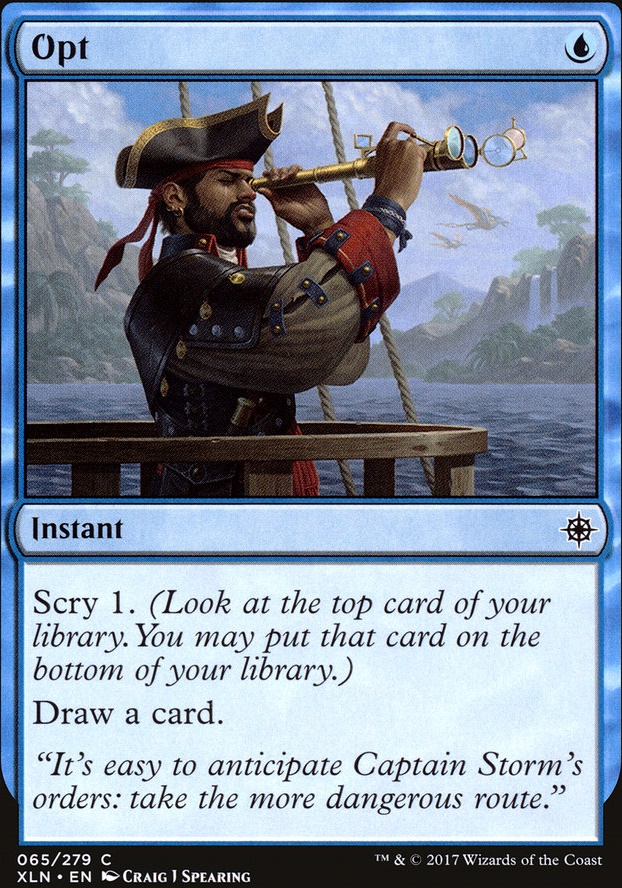 Opt
Instant
Scry 1. (Look at the top card of your
library. You may put that card on the
bottom of your library.)
Draw a card.
“It’s easy to anticipate Captain Storm’s
orders: take the more dangerous route.”
065/279 C
XLN • EN Craig J Spearing
™ & © 2017 Wizards of the Coast